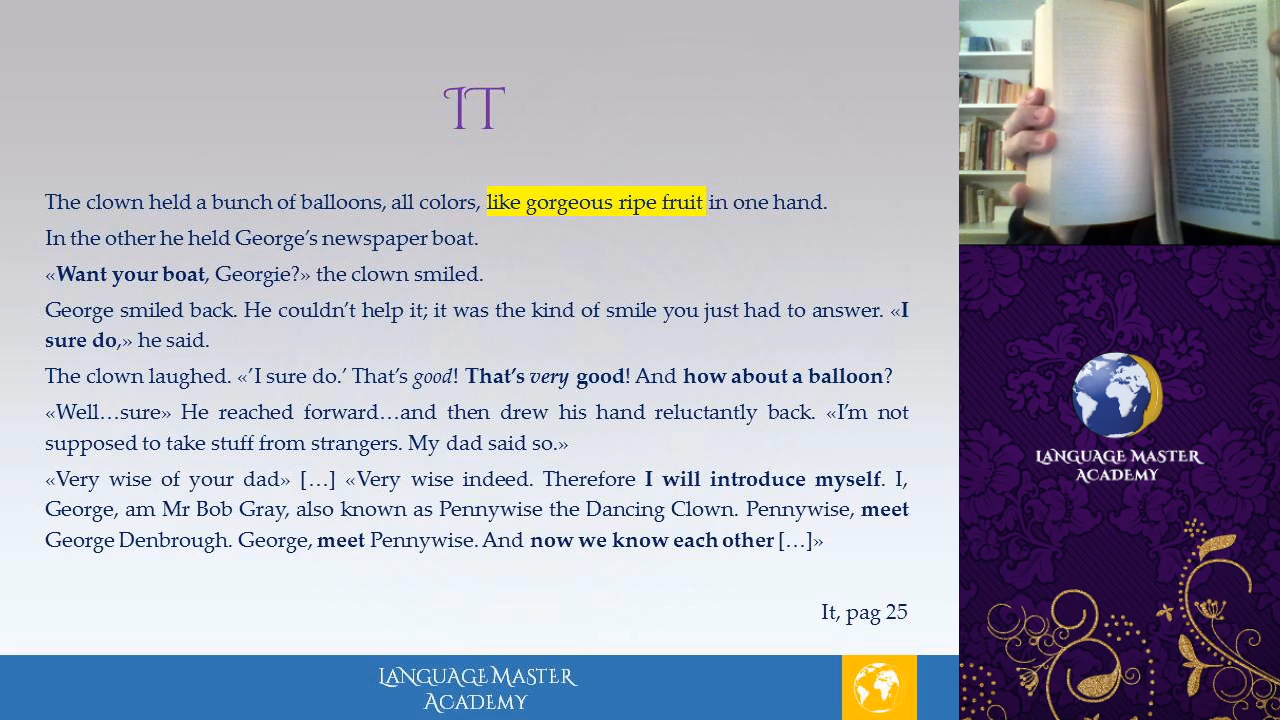 IT
The clown held a bunch of balloons, all colors, like gorgeous ripe fruit in one hand.
In the other he held George’s newspaper boat.
«Want your boat, Georgie?» the clown smiled.
George smiled back. He couldn’t help it; it was the kind of smile you just had to answer. «I
sure do,» he said.
The clown laughed. «’I sure do.’ That’s good! That’s very good! And how about a balloon?
«Well…sure» He reached forward…and then drew his hand reluctantly back. «I’m not
supposed to take stuff from strangers. My dad said so.»
«Very wise of your dad» […] «Very wise indeed. Therefore I will introduce myself. I,
George, am Mr Bob Gray, also known as Pennywise the Dancing Clown. Pennywise, meet
George Denbrough. George, meet Pennywise. And now we know each other […]»
It, pag 25
LANGUAGE MASTER
ACADEMY
LANGUAGE MASTER
ACADEMY